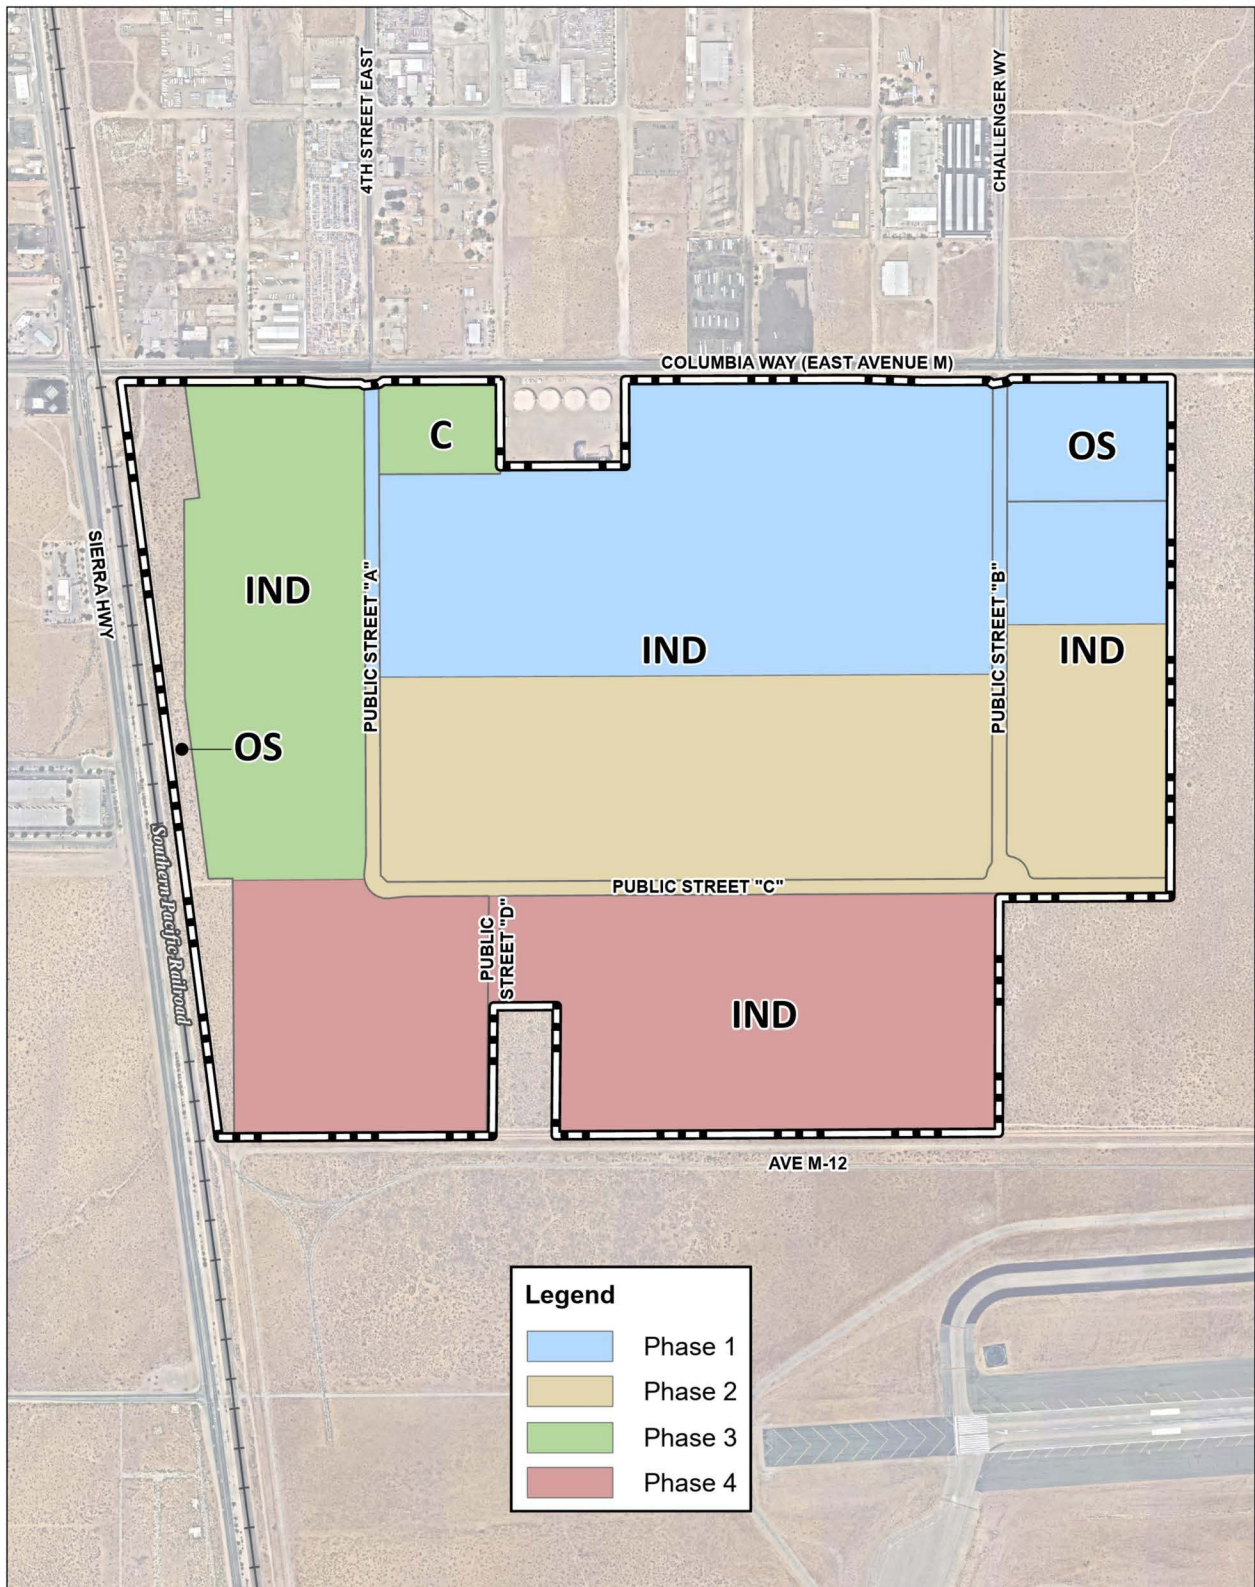 4TH STREET EAST
CHALLENGER WY
COLUMBIA WAY (EAST AVENUE M)
C
OS
SIERRA HWY
IND
PUBLIC STREET "A"
IND
PUBLIC STREET "B"
IND
OS
Southern Pacific Railroad
PUBLIC STREET "C"
PUBLIC
STREET "D"
IND
AVE M-12
Legend
Phase 1
Phase 2
Phase 3
Phase 4